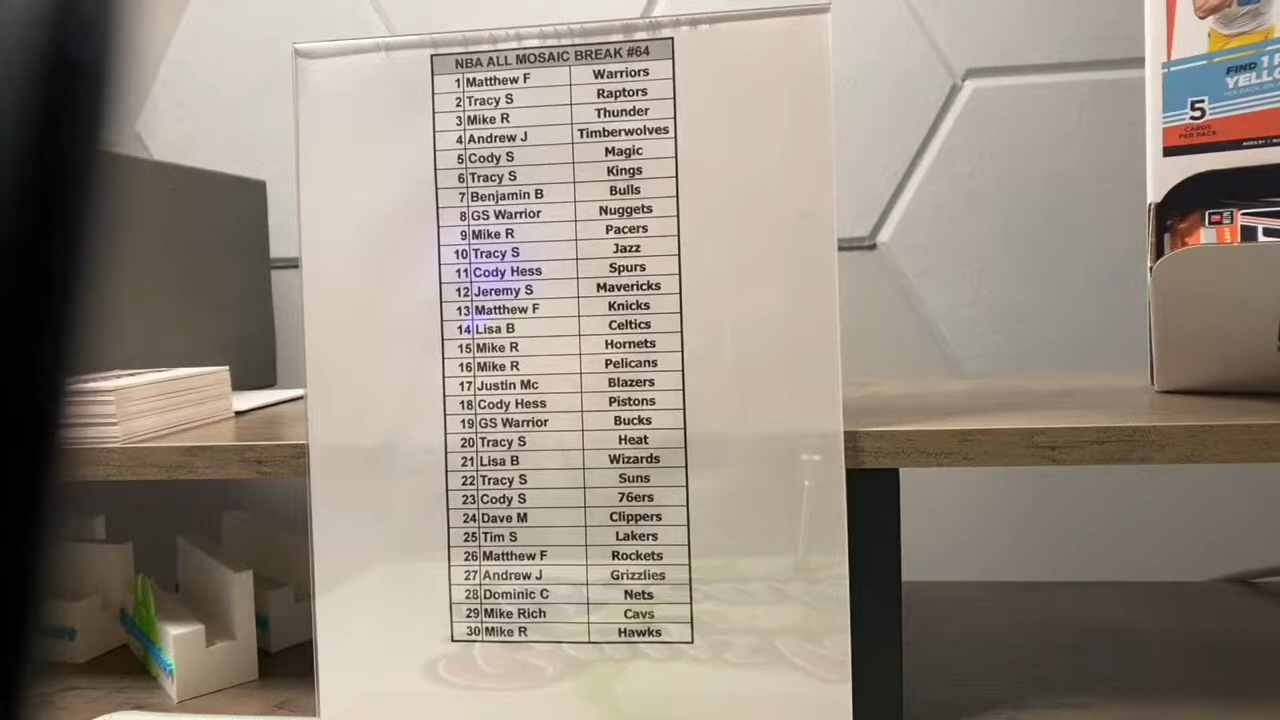 NBA ALL MOSAIC BREAK #64
1 Matthew F Warriors
2 Tracy S Raptors
3 Mike R Thunder
4 Andrew J Timberwolves
5 Cody S Magic
6 Tracy S Kings
7 Benjamin B Bulls
8 GS Warrior Nuggets
9 Mike R Pacers
10 Tracy S Jazz
11 Cody Hess Spurs
12 Jeremy S Mavericks
13 Matthew F Knicks
14 Lisa B Celtics
15 Mike R Hornets
16 Mike R Pelicans
17 Justin Mc Blazers
18 Cody Hess Pistons
19 GS Warrior Bucks
20 Tracy S Heat
21 Lisa B Wizards
22 Tracy S Suns
23 Cody S 76ers
24 Dave M Clippers
25 Tim S Lakers
26 Matthew F Rockets
27 Andrew J Grizzlies
28 Dominic C Nets
29 Mike Rich Cavs
30 Mike R Hawks
FIND
5
CARDS
PER PACK